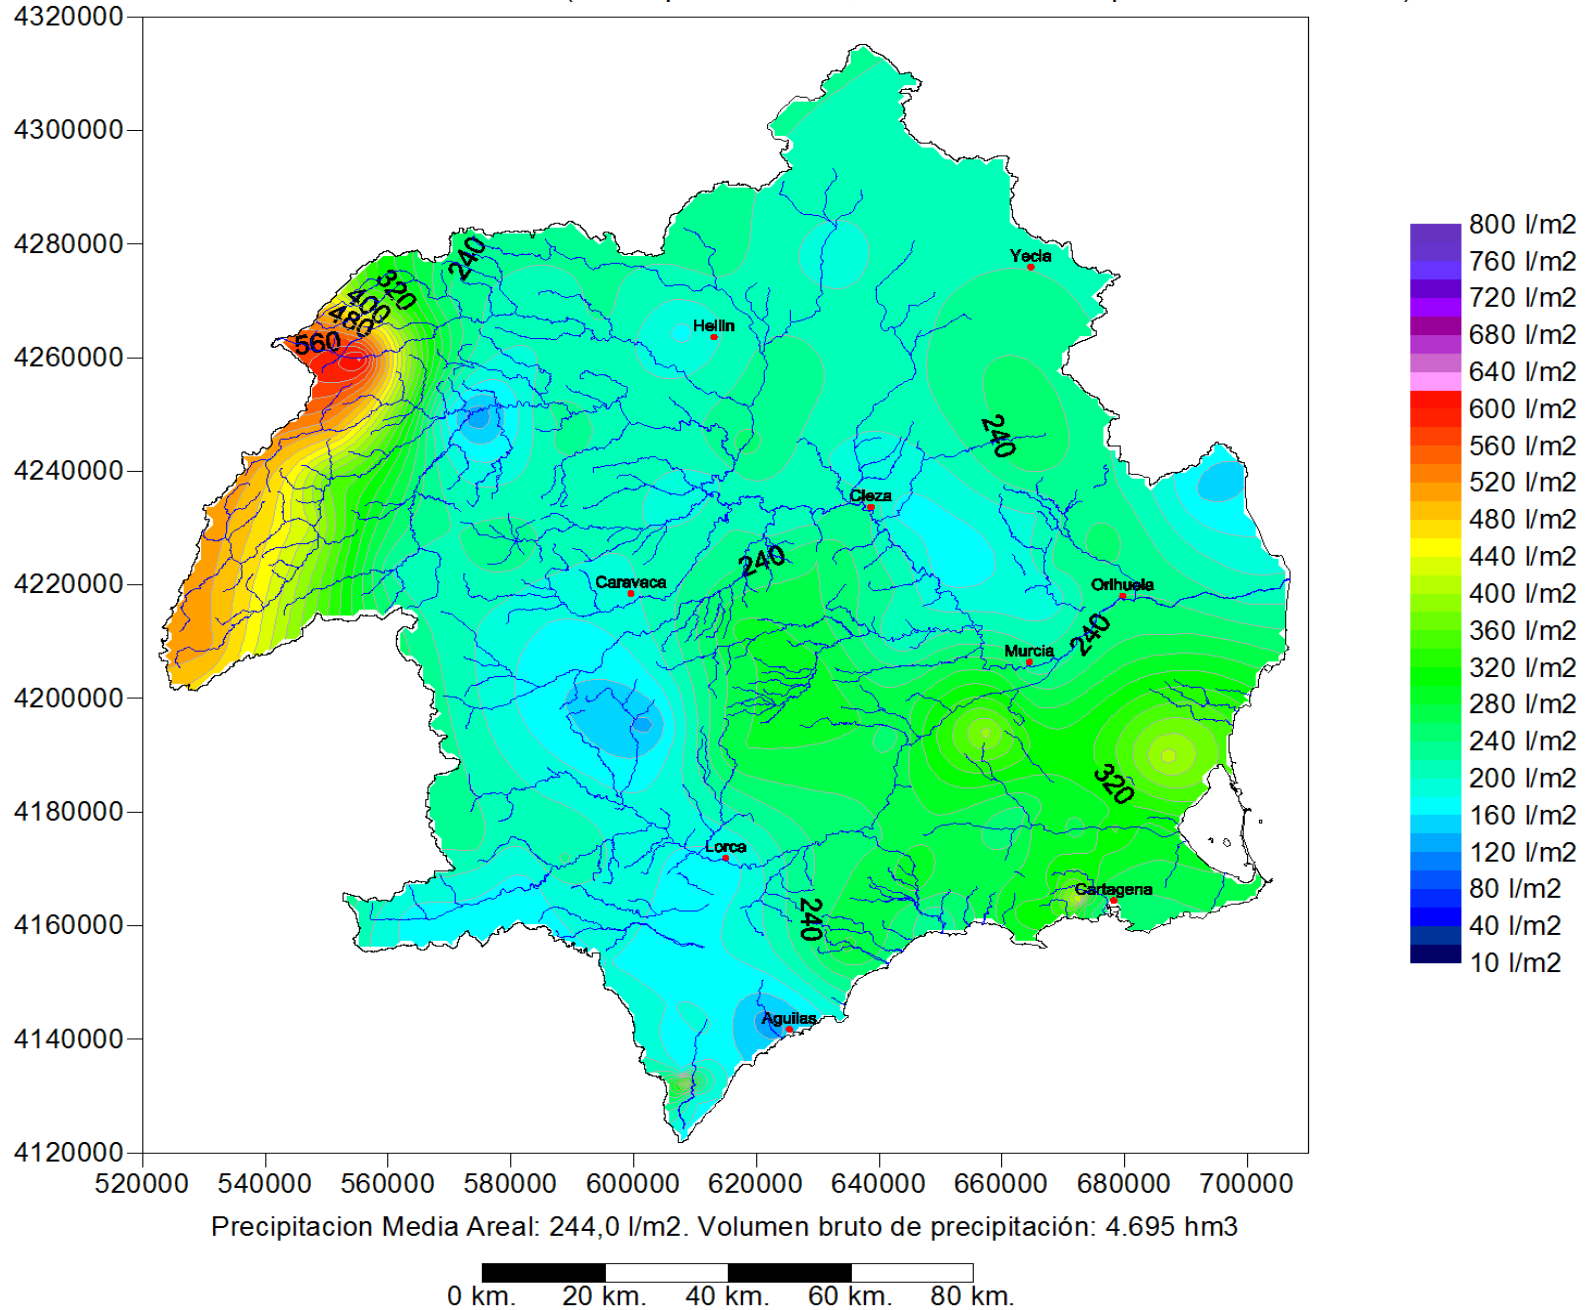 4320000
4300000
4280000
4260000
4240000
4220000
4200000
4180000
4160000
4140000
4120000
520000 540000 560000 580000 600000 620000 640000 660000 680000 700000
240
320
400
480
560
Yecla
Hellin
240
Cieza
240
Caravaca
Orihuela
240
Murcia
320
Lorca
Cartagena
240
Aguilas
800 l/m2
760 l/m2
720 l/m2
680 l/m2
640 l/m2
600 l/m2
560 l/m2
520 l/m2
480 l/m2
440 l/m2
400 l/m2
360 l/m2
320 l/m2
280 l/m2
240 l/m2
200 l/m2
160 l/m2
120 l/m2
80 l/m2
40 l/m2
10 l/m2
Precipitacion Media Areal: 244,0 l/m2. Volumen bruto de precipitación: 4.695 hm3
0 km. 20 km. 40 km. 60 km. 80 km.